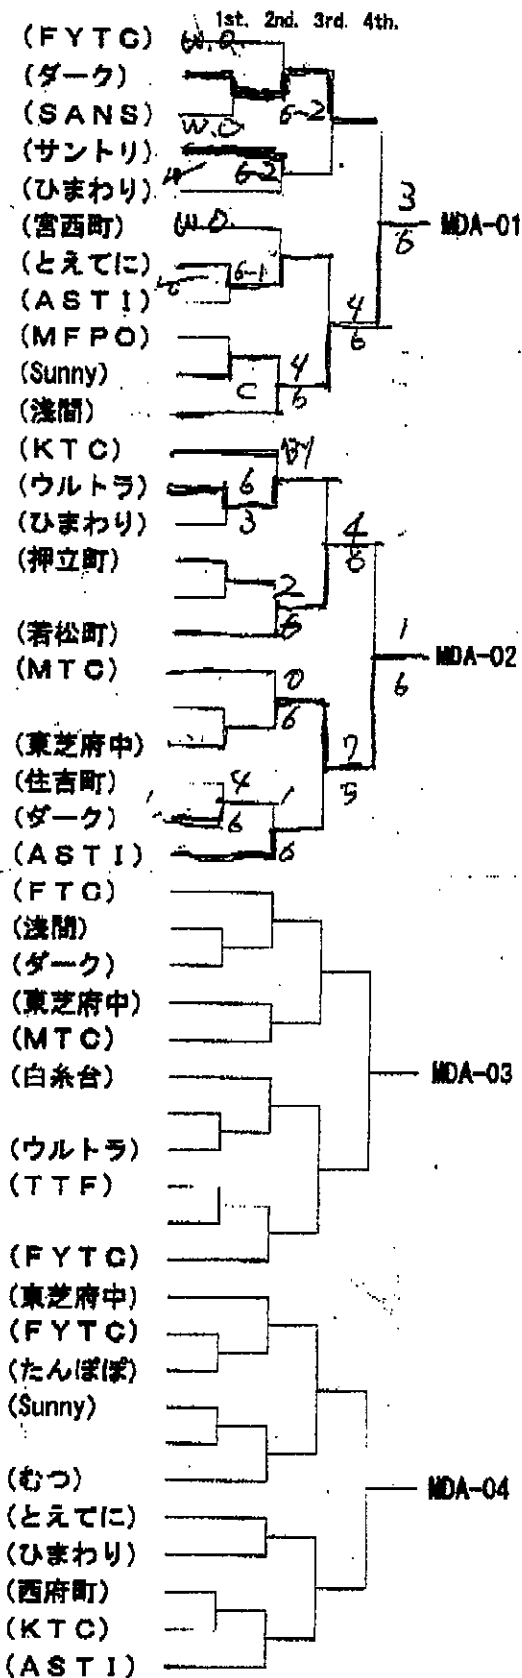 1st. 2nd. 3rd. 4th.
(FYTC) W.O.
(ダーク)
6-2
(SANS) W.O
(サントリ)
6-2
(ひまわり)
3
6 MDA-01
(宮西町) W.O.
(とえてに)
6-1
(ASTI)
4
6
(MFPO)
(Sunny) C 4
6
(浅間)
(KTC)
(ウルトラ) 6
3
(ひまわり)
4
6
(押立町)
2
6
(若松町)
1
6 MDA-02
(MTC) 0
6
(東芝府中)
7
5
(住吉町) 4
6
(ダーク) 1
6
(ASTI)
(FTC)
(浅間)
(ダーク)
(東芝府中)
(MTC)
MDA-03
(白糸台)
(ウルトラ)
(TTF)
(FYTC)
(東芝府中)
(FYTC)
(たんぽぽ)
(Sunny)
(むつ)
MDA-04
(とえてに)
(ひまわり)
(西府町)
(KTC)
(ASTI)